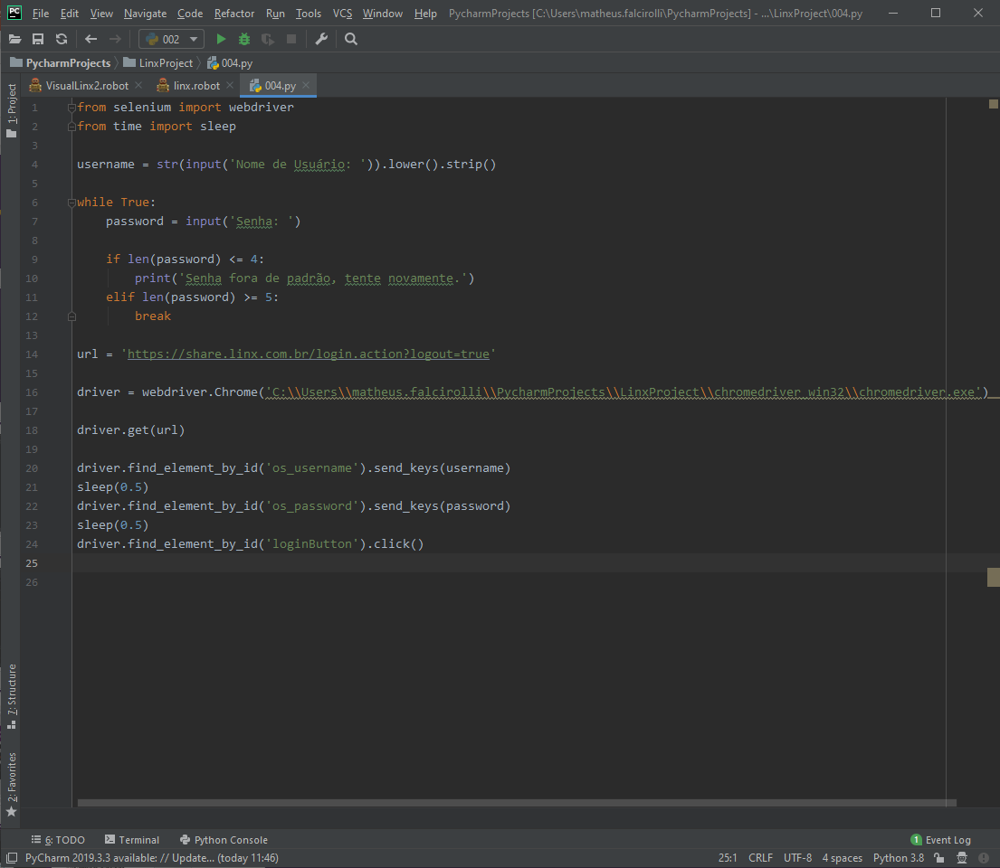 PC File Edit View Navigate Code Refactor Run Tools VCS Window Help PycharmProjects [C:\Users\matheus.falcirolli\PycharmProjects] - ...\LinxProject\004.py
002
PycharmProjects LinxProject 004.py
VisualLinx2.robot linx.robot 004.py
1: Project
1 from selenium import webdriver
2 from time import sleep
3
4 username = str(input('Nome de Usuário: ')).lower().strip()
5
6 while True:
7     password = input('Senha: ')
8
9     if len(password) <= 4:
10         print('Senha fora de padrão, tente novamente.')
11     elif len(password) >= 5:
12         break
13
14 url = 'https://share.linx.com.br/login.action?logout=true'
15
16 driver = webdriver.Chrome('C:\\Users\\matheus.falcirolli\\PycharmProjects\\LinxProject\\chromedriver_win32\\chromedriver.exe')
17
18 driver.get(url)
19
20 driver.find_element_by_id('os_username').send_keys(username)
21 sleep(0.5)
22 driver.find_element_by_id('os_password').send_keys(password)
23 sleep(0.5)
24 driver.find_element_by_id('loginButton').click()
25
26
7: Structure
2: Favorites
6: TODO Terminal Python Console 1 Event Log
PyCharm 2019.3.3 available: // Update... (today 11:46) 25:1 CRLF UTF-8 4 spaces Python 3.8